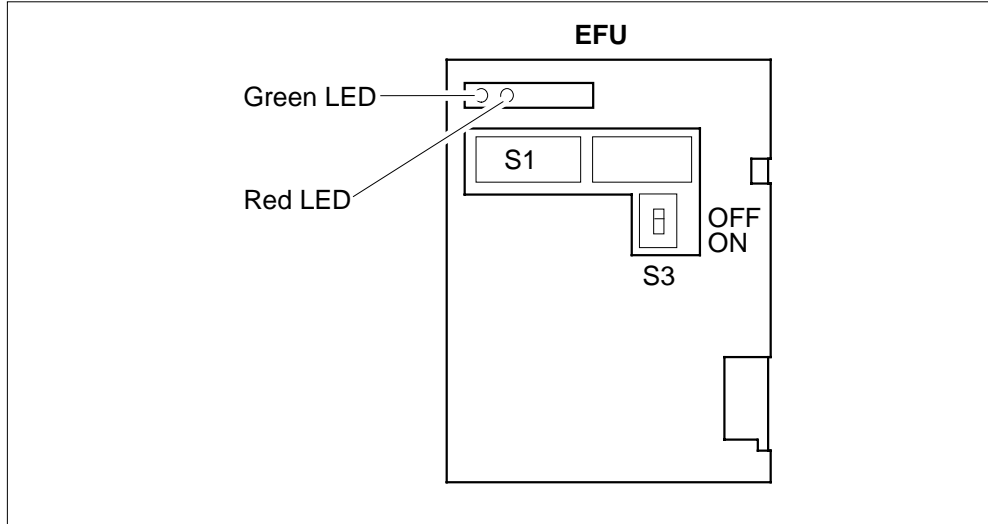 EFU
Green LED
S1
Red LED
OFF
ON
S3